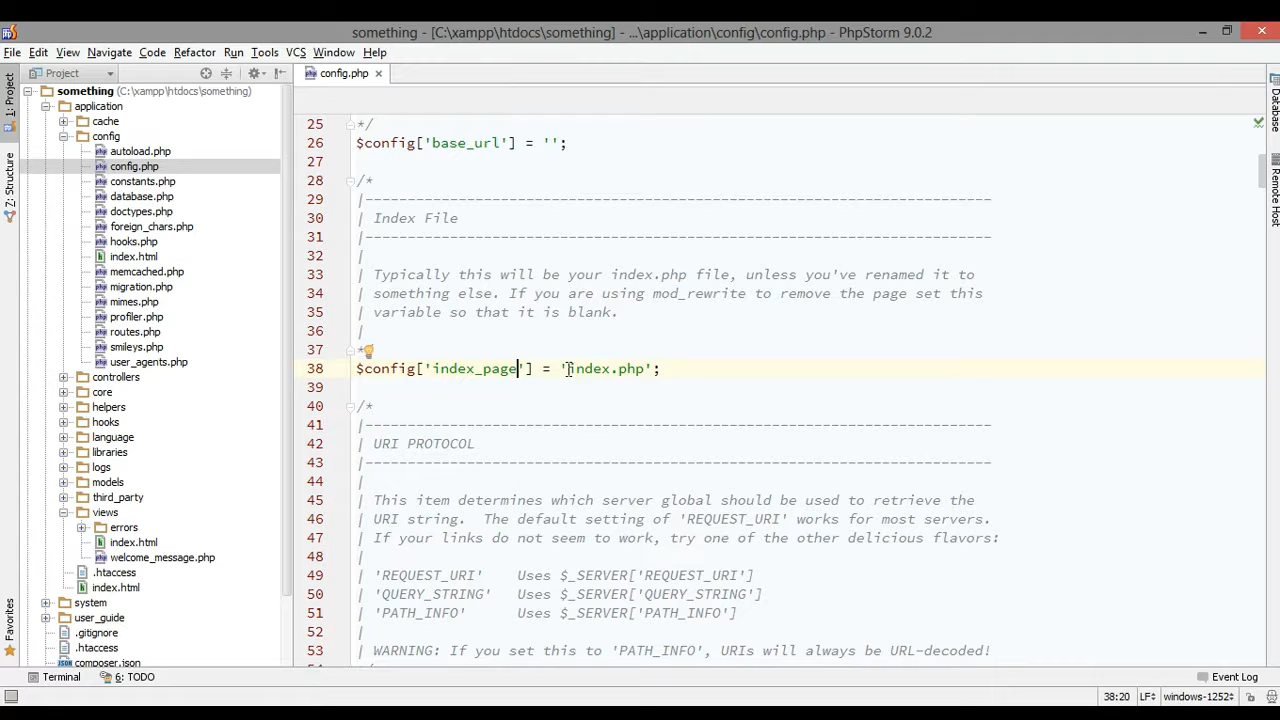 something - [C:\xampp\htdocs\something] - ...\application\config\config.php - PhpStorm 9.0.2
File Edit View Navigate Code Refactor Run Tools VCS Window Help
Project
config.php
1: Project
Z: Structure
Favorites
Database
Remote Host
something (C:\xampp\htdocs\something)
application
cache
config
autoload.php
config.php
constants.php
database.php
doctypes.php
foreign_chars.php
hooks.php
index.html
memcached.php
migration.php
mimes.php
profiler.php
routes.php
smileys.php
user_agents.php
controllers
core
helpers
hooks
language
libraries
logs
models
third_party
views
errors
index.html
welcome_message.php
.htaccess
index.html
system
user_guide
.gitignore
.htaccess
composer.json
25 */
26 $config['base_url'] = '';
27
28 /*
29 |--------------------------------------------------------------------------
30 | Index File
31 |--------------------------------------------------------------------------
32 |
33 | Typically this will be your index.php file, unless you've renamed it to
34 | something else. If you are using mod_rewrite to remove the page set this
35 | variable so that it is blank.
36 |
37 *
38 $config['index_page'] = 'index.php';
39
40 /*
41 |--------------------------------------------------------------------------
42 | URI PROTOCOL
43 |--------------------------------------------------------------------------
44 |
45 | This item determines which server global should be used to retrieve the
46 | URI string.  The default setting of 'REQUEST_URI' works for most servers.
47 | If your links do not seem to work, try one of the other delicious flavors:
48 |
49 | 'REQUEST_URI'    Uses $_SERVER['REQUEST_URI']
50 | 'QUERY_STRING'   Uses $_SERVER['QUERY_STRING']
51 | 'PATH_INFO'      Uses $_SERVER['PATH_INFO']
52 |
53 | WARNING: If you set this to 'PATH_INFO', URIs will always be URL-decoded!
Terminal 6: TODO Event Log
38:20 LF windows-1252